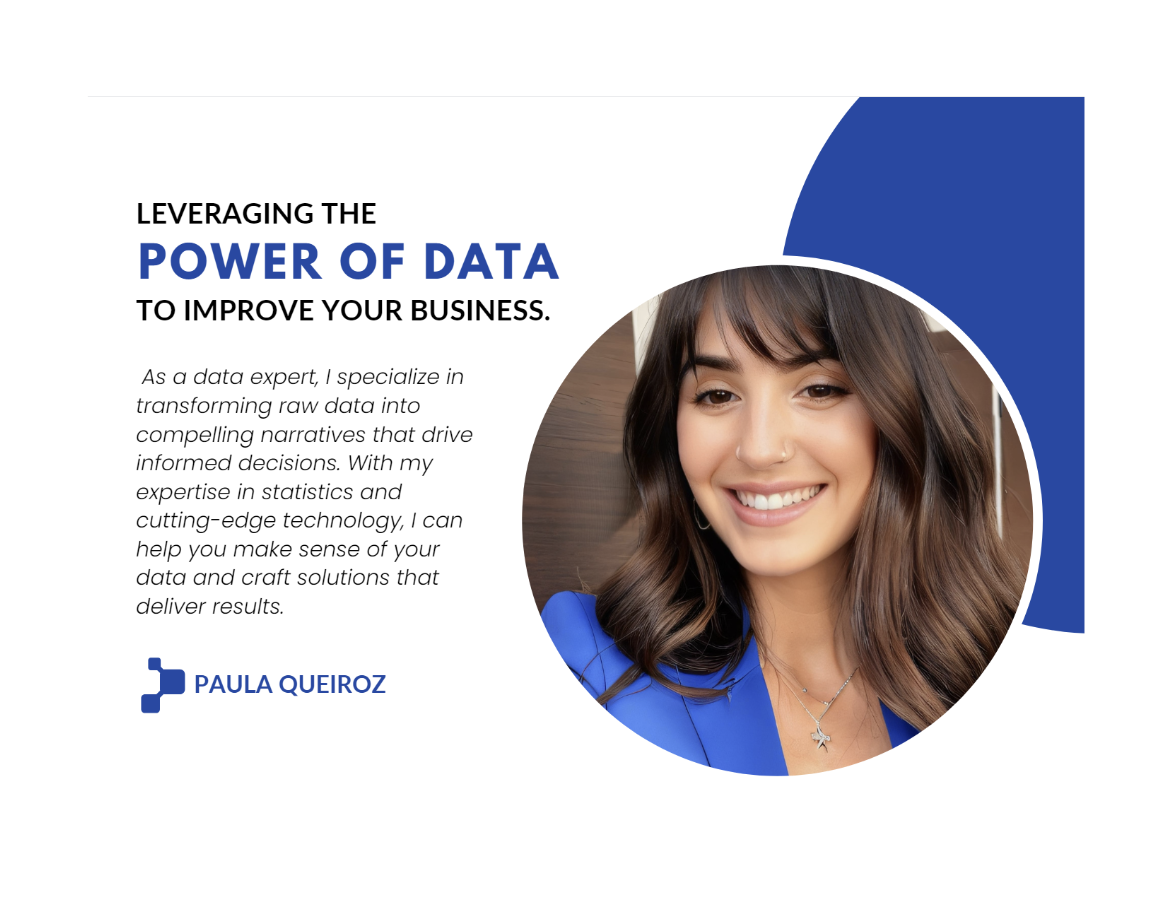 LEVERAGING THE
POWER OF DATA
TO IMPROVE YOUR BUSINESS.
As a data expert, I specialize in
transforming raw data into
compelling narratives that drive
informed decisions. With my
expertise in statistics and
cutting-edge technology, I can
help you make sense of your
data and craft solutions that
deliver results.
PAULA QUEIROZ